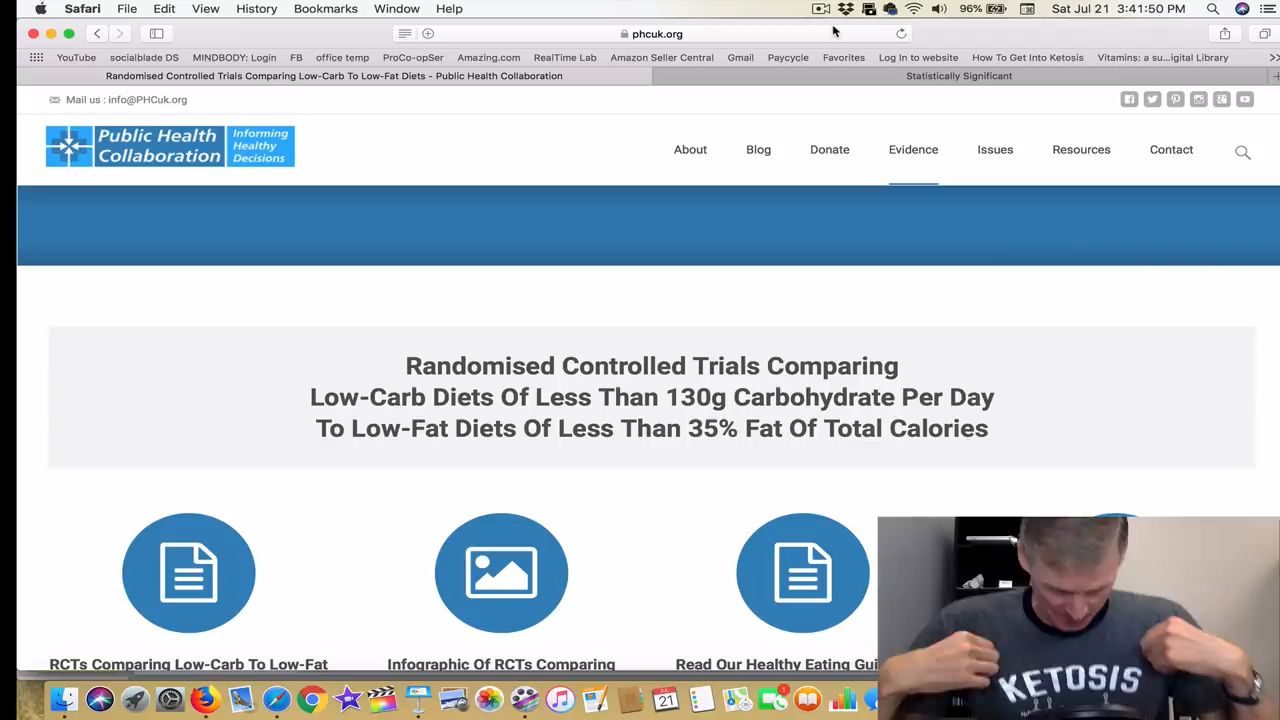 Safari File Edit View History Bookmarks Window Help 96% Sat Jul 21 3:41:50 PM
phcuk.org
YouTube socialblade DS MINDBODY: Login FB office temp ProCo-opSer Amazing.com RealTime Lab Amazon Seller Central Gmail Paycycle Favorites Log In to website How To Get Into Ketosis Vitamins: a su...igital Library
Randomised Controlled Trials Comparing Low-Carb To Low-Fat Diets - Public Health Collaboration Statistically Significant
Mail us : info@PHCuk.org
Public Health Collaboration
Informing Healthy Decisions
About Blog Donate Evidence Issues Resources Contact
Randomised Controlled Trials Comparing
Low-Carb Diets Of Less Than 130g Carbohydrate Per Day
To Low-Fat Diets Of Less Than 35% Fat Of Total Calories
RCTs Comparing Low-Carb To Low-Fat Infographic Of RCTs Comparing Read Our Healthy Eating Gui
KETOSIS
JUL
21